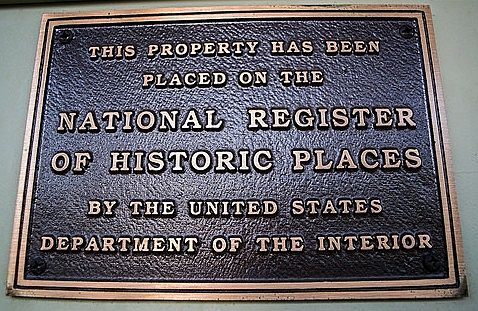 THIS PROPERTY HAS BEEN
PLACED ON THE
NATIONAL REGISTER
OF HISTORIC PLACES
BY THE UNITED STATES
DEPARTMENT OF THE INTERIOR